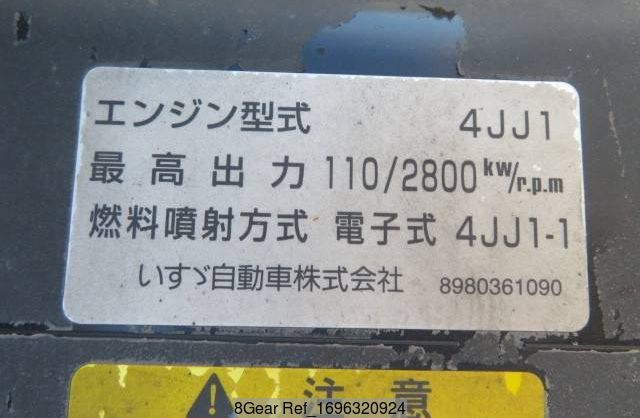 エンジン型式 4JJ1
最高出力 110/2800kw/r.p.m
燃料噴射方式 電子式 4JJ1-1
いすゞ自動車株式会社 8980361090
注意
8Gear Ref_1696320924